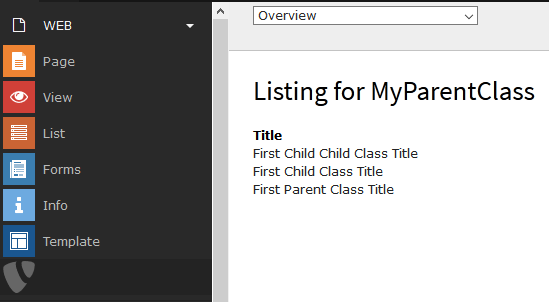 WEB
Page
View
List
Forms
Info
Template
Overview
Listing for MyParentClass
Title
First Child Child Class Title
First Child Class Title
First Parent Class Title